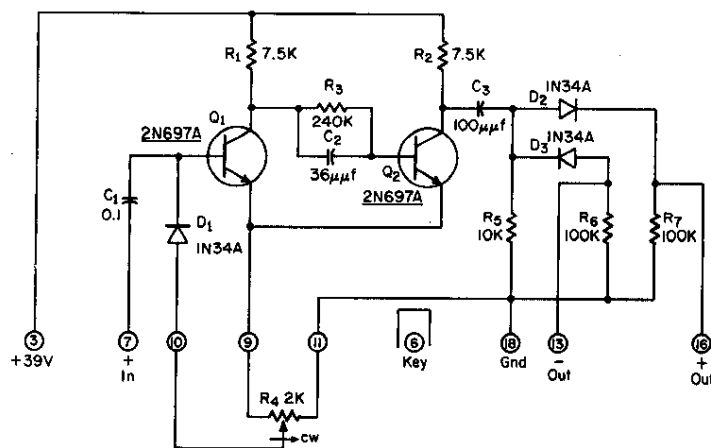 R1 7.5K
R2 7.5K
R3
240K
C2
36μμf
C3
100μμf
IN34A
D2
IN34A
D3
Q1
2N697A
Q2
2N697A
C1
0.1
D1
IN34A
R5
10K
R6
100K
R7
100K
3
+39V
7
+
In
10
9
11
6
Key
18
Gnd
13
-
Out
16
+
Out
R4 2K
CW